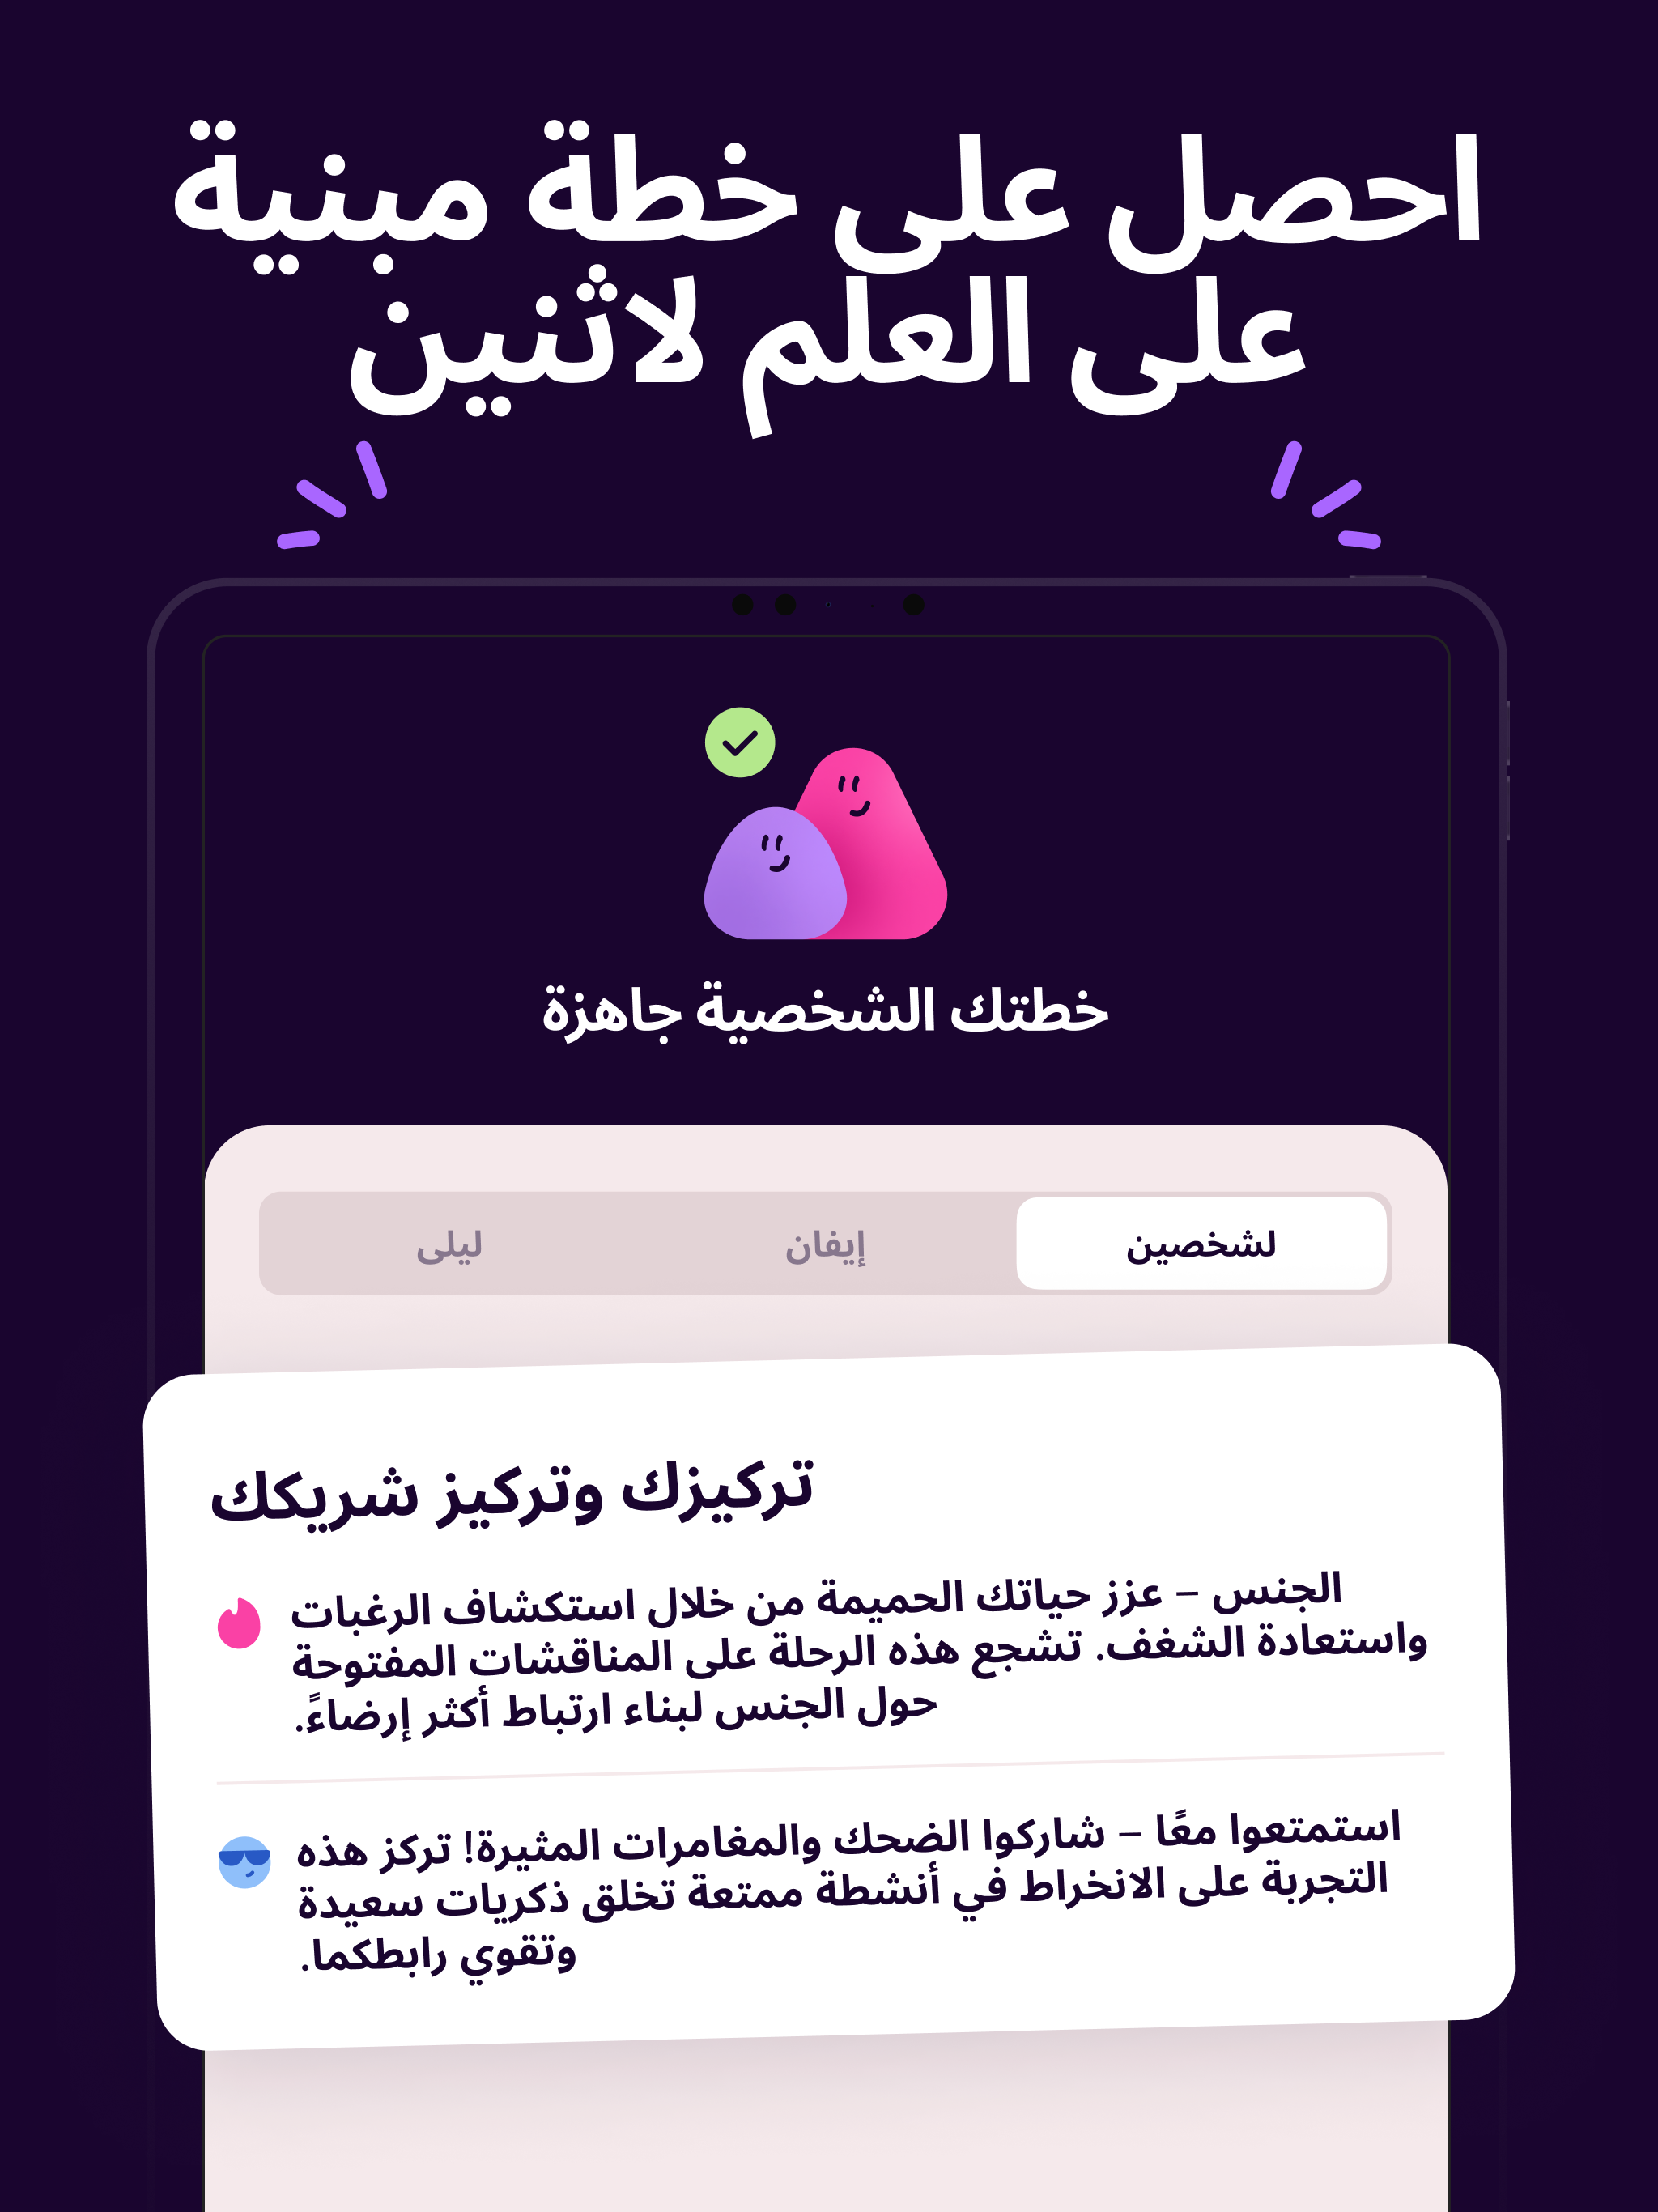 احصل على خطة مبنية
على العلم لاثنين
خطتك الشخصية جاهزة
لشخصين
إيفان
ليلى
تركيزك وتركيز شريكك
الجنس – عزز حياتك الحميمة من خلال استكشاف الرغبات
واستعادة الشغف. تشجع هذه الرحلة على المناقشات المفتوحة
حول الجنس لبناء ارتباط أكثر إرضاءً.
استمتعوا معًا – شاركوا الضحك والمغامرات المثيرة! تركز هذه
التجربة على الانخراط في أنشطة ممتعة تخلق ذكريات سعيدة
وتقوي رابطكما.